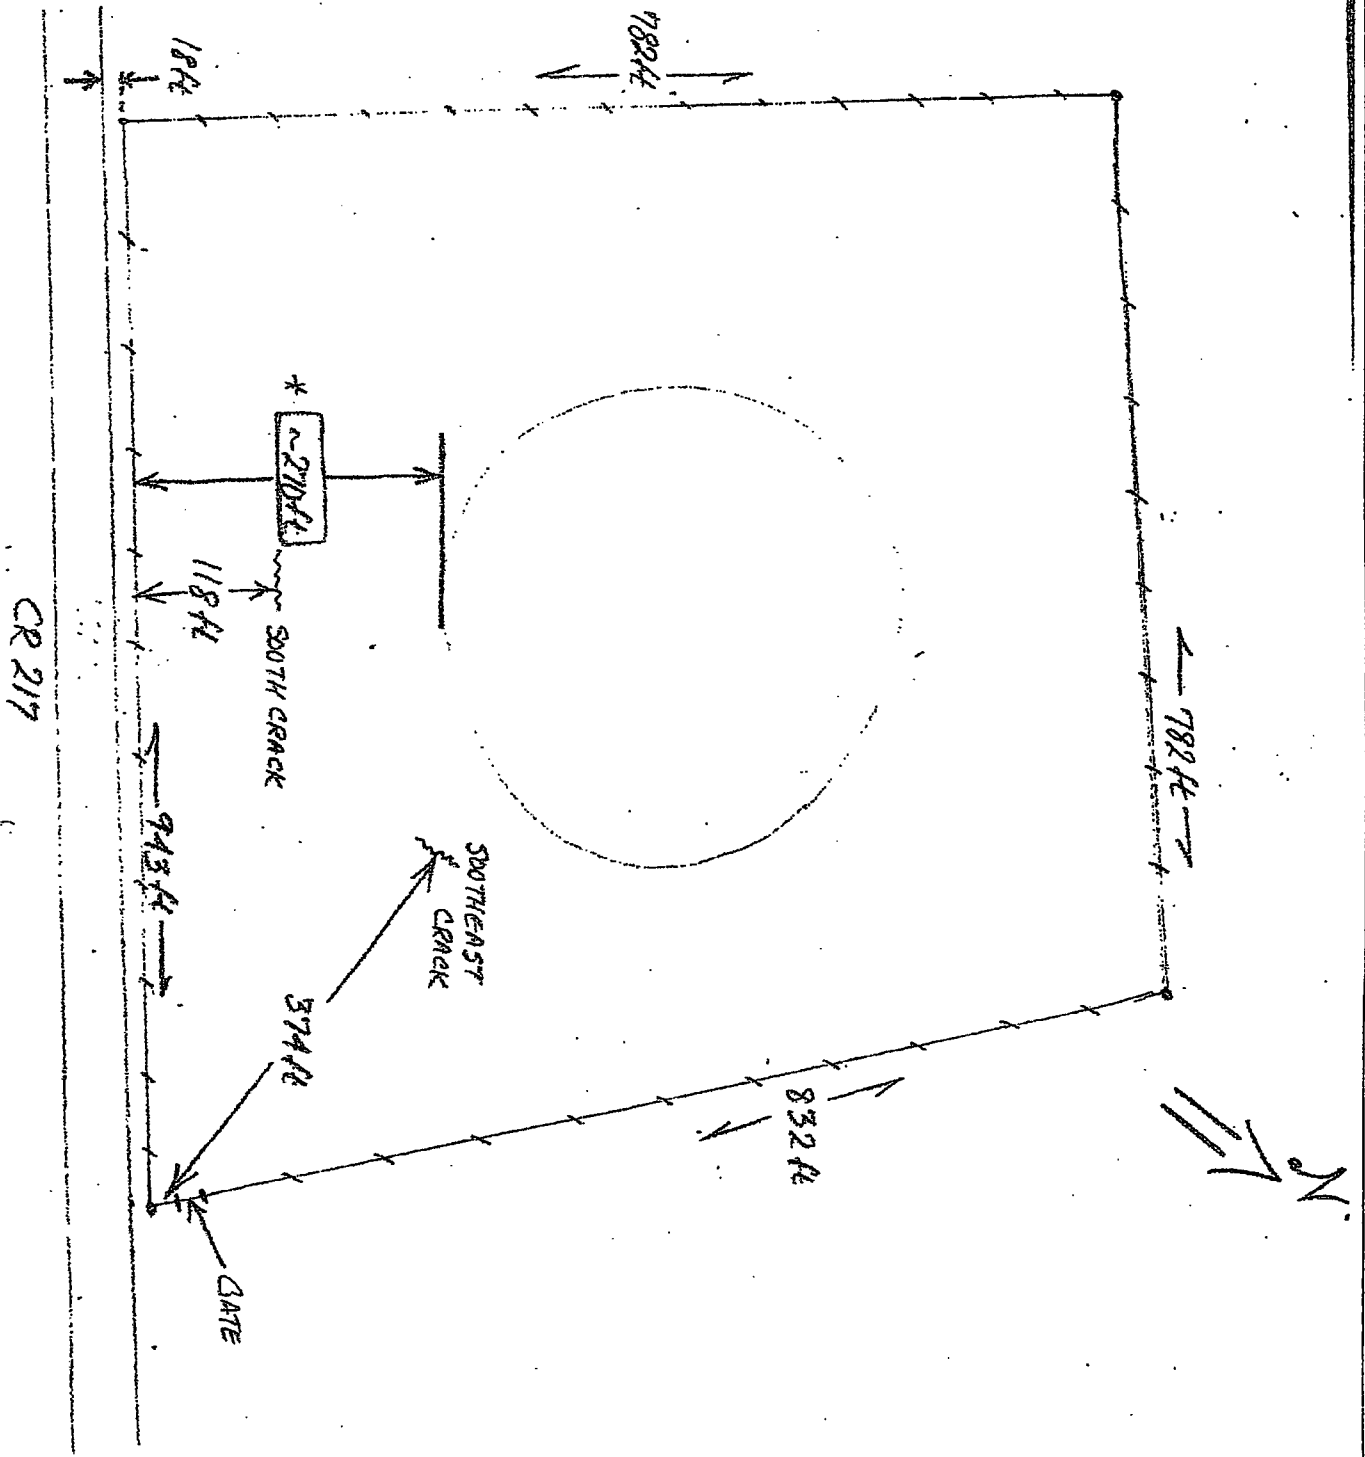 N
782 ft
782 ft
832 ft
SOUTHEAST
CRACK
* ~270 ft
SOUTH CRACK
374 ft
118 ft
GATE
18 ft
943 ft
CR 217